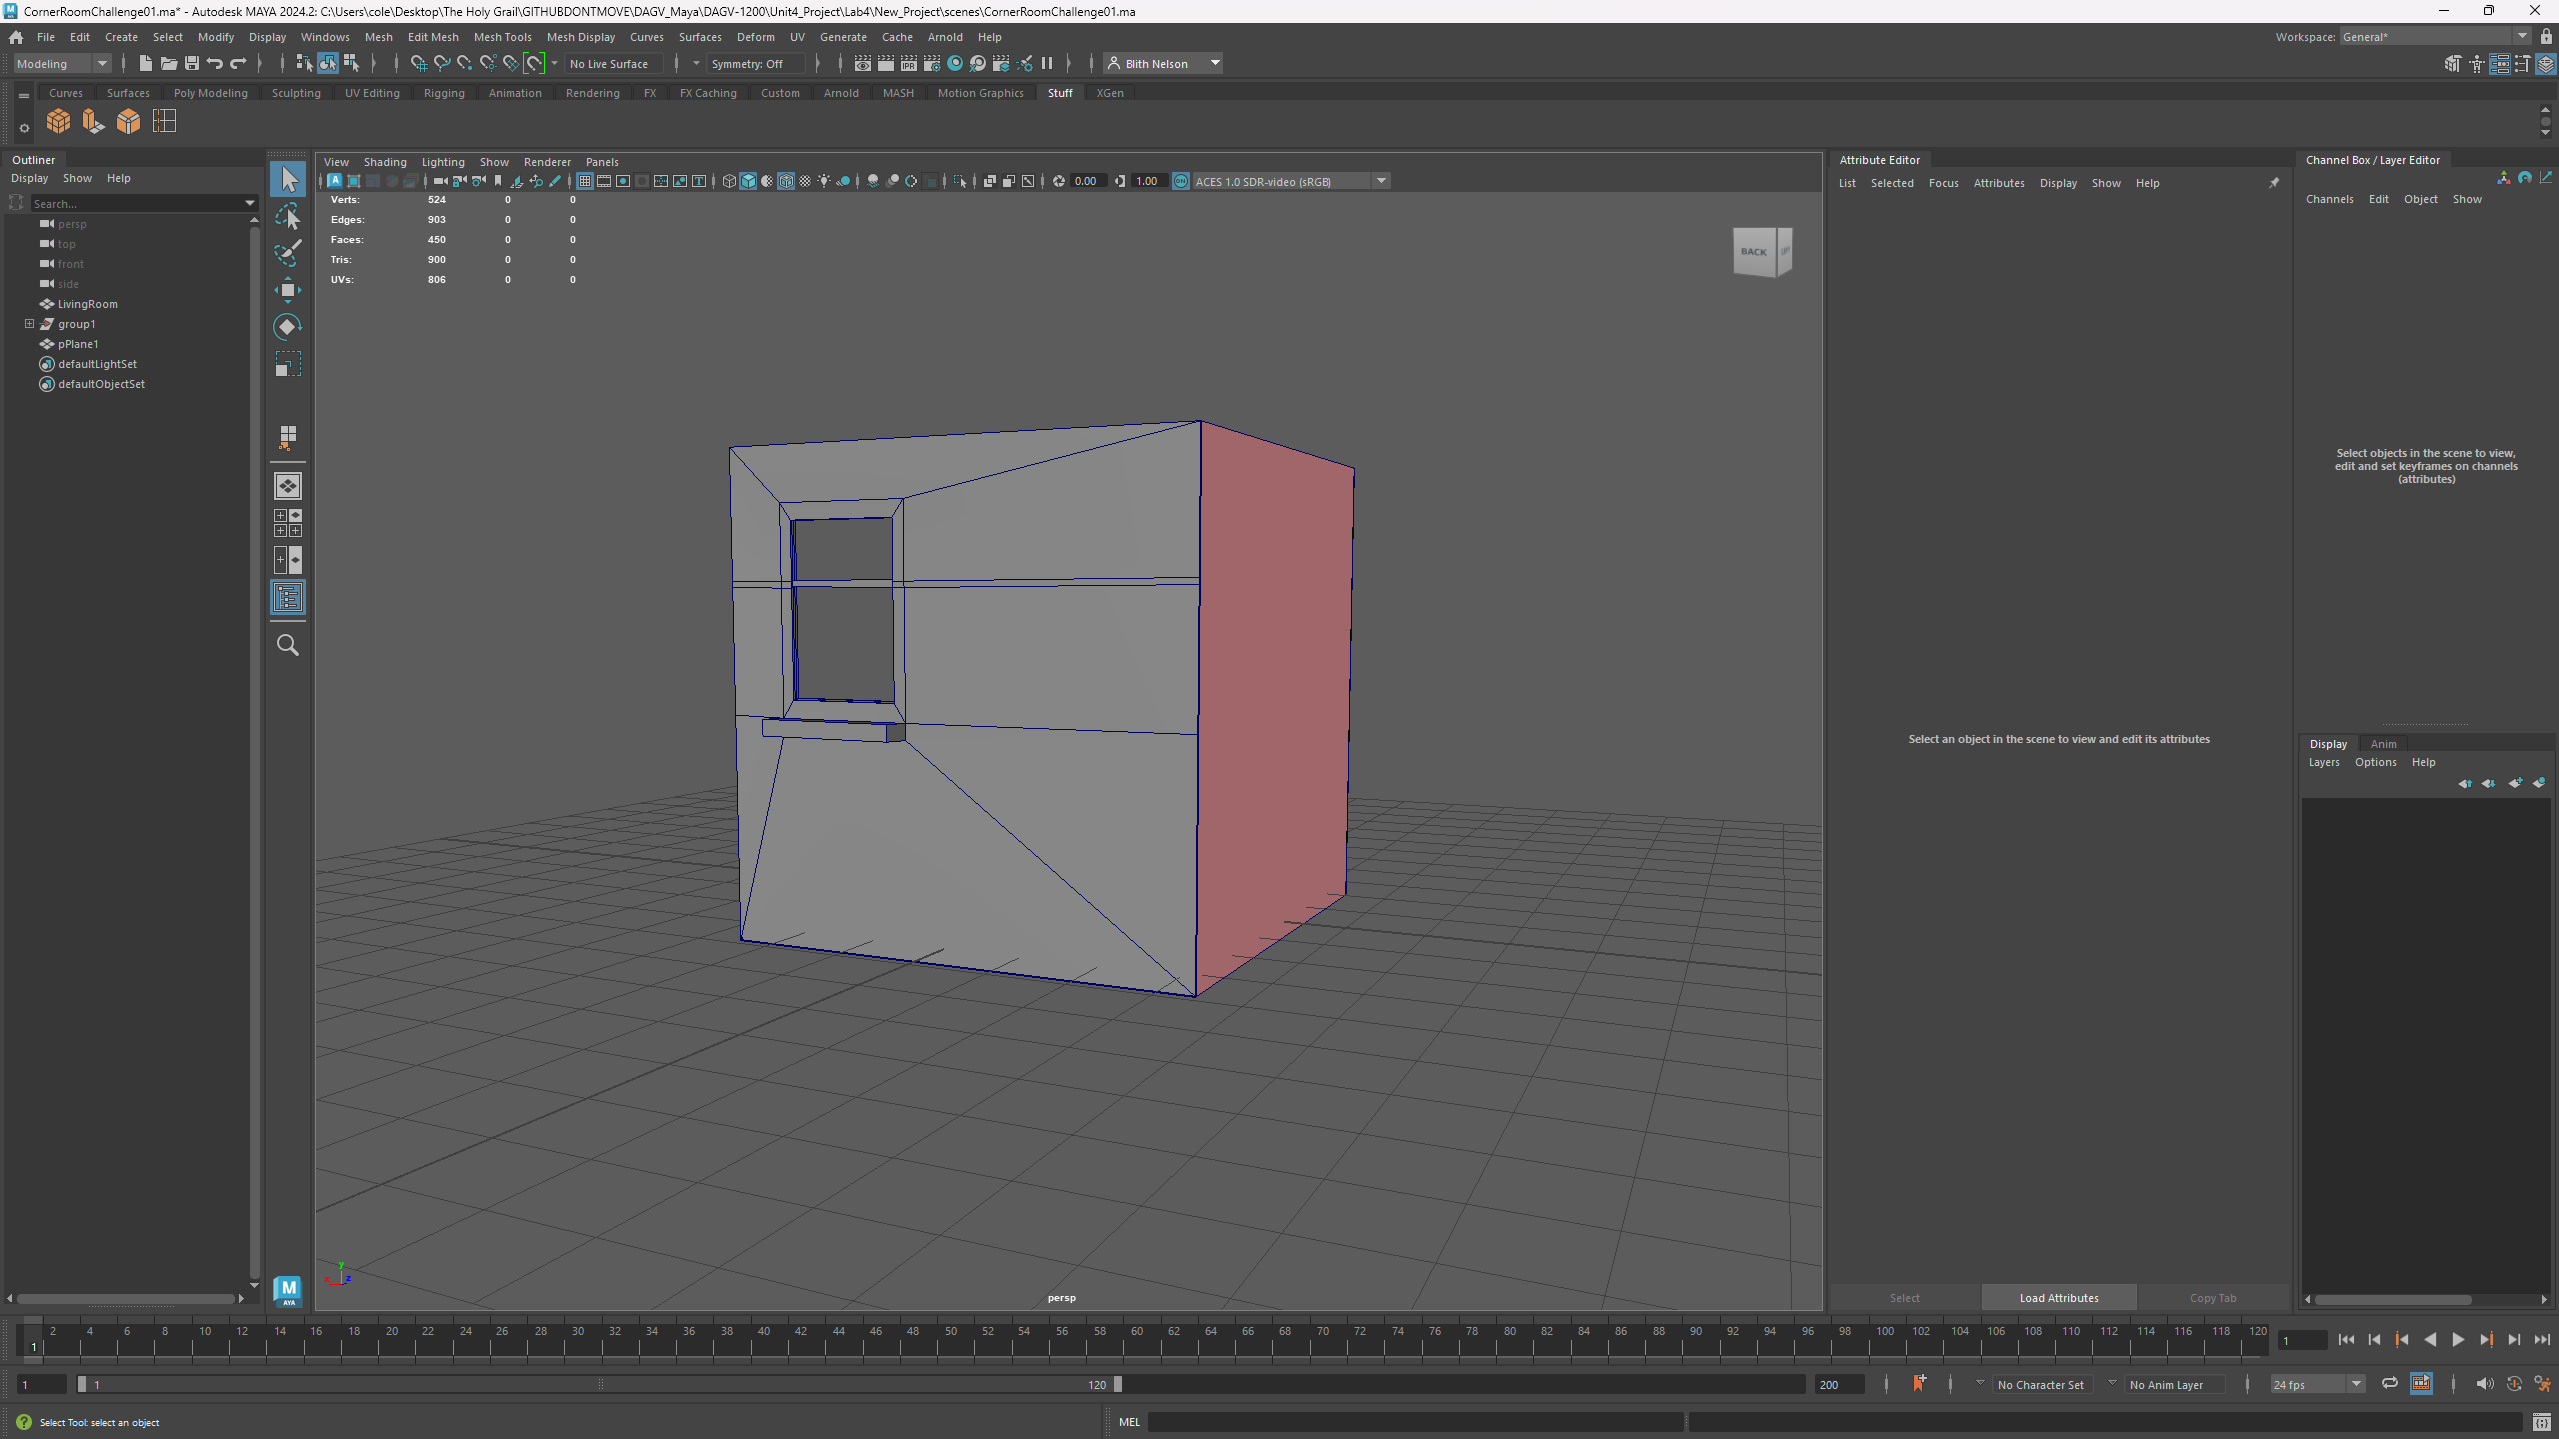 CornerRoomChallenge01.ma* - Autodesk MAYA 2024.2: C:\Users\cole\Desktop\The Holy Grail\GITHUBDONTMOVE\DAGV_Maya\DAGV-1200\Unit4_Project\Lab4\New_Project\scenes\CornerRoomChallenge01.ma
File Edit Create Select Modify Display Windows Mesh Edit Mesh Mesh Tools Mesh Display Curves Surfaces Deform UV Generate Cache Arnold Help
Workspace: General*
Modeling No Live Surface Symmetry: Off IPR Blith Nelson
Curves Surfaces Poly Modeling Sculpting UV Editing Rigging Animation Rendering FX FX Caching Custom Arnold MASH Motion Graphics Stuff XGen
Outliner
Display Show Help
Search...
persp
top
front
side
LivingRoom
group1
pPlane1
defaultLightSet
defaultObjectSet
View Shading Lighting Show Renderer Panels
0.00 1.00 ON ACES 1.0 SDR-video (sRGB)
Verts: 524 0 0
Edges: 903 0 0
Faces: 450 0 0
Tris: 900 0 0
UVs: 806 0 0
BACK
LEFT
y
x z
persp
M
AYA
Attribute Editor
List Selected Focus Attributes Display Show Help
Select an object in the scene to view and edit its attributes
Select Load Attributes Copy Tab
Channel Box / Layer Editor
Channels Edit Object Show
Select objects in the scene to view,
edit and set keyframes on channels
(attributes)
Display Anim
Layers Options Help
2 4 6 8 10 12 14 16 18 20 22 24 26 28 30 32 34 36 38 40 42 44 46 48 50 52 54 56 58 60 62 64 66 68 70 72 74 76 78 80 82 84 86 88 90 92 94 96 98 100 102 104 106 108 110 112 114 116 118 120
1
1
1 1 120 200 No Character Set No Anim Layer 24 fps
Select Tool: select an object
MEL